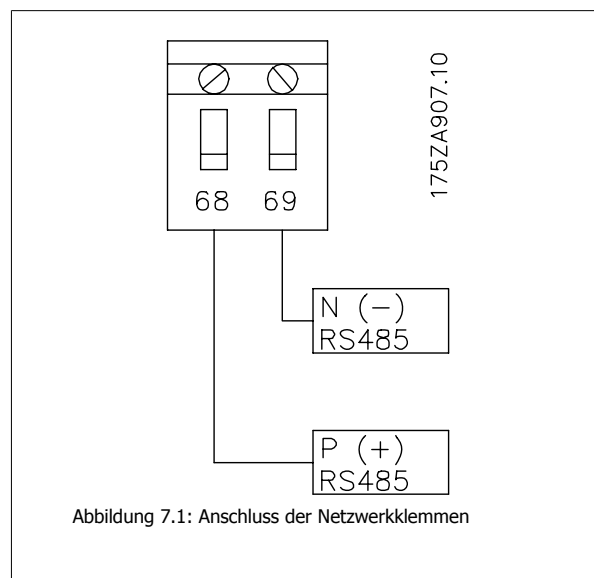 175ZA907.10
68 69
N (-)
RS485
P (+)
RS485
Abbildung 7.1: Anschluss der Netzwerkklemmen